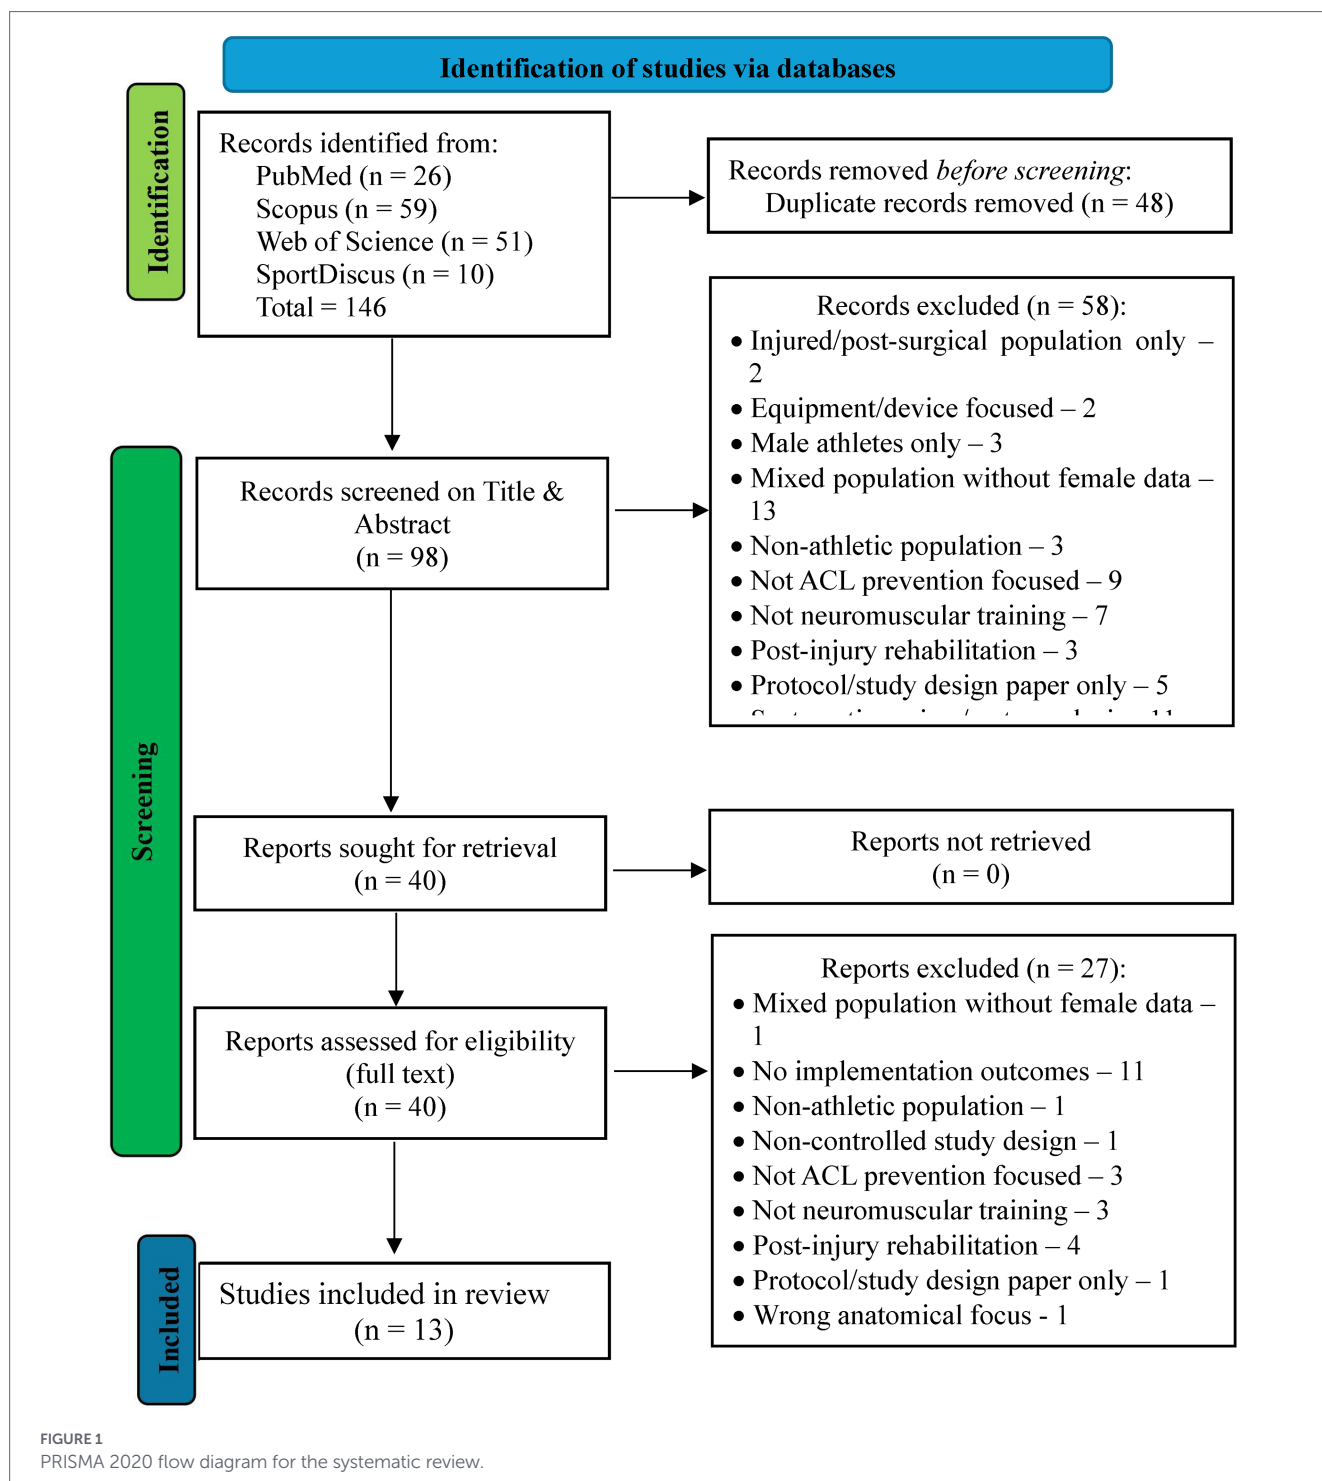 Identification of studies via databases
Identification
Records identified from:
PubMed (n = 26)
Scopus (n = 59)
Web of Science (n = 51)
SportDiscus (n = 10)
Total = 146
Records removed before screening:
Duplicate records removed (n = 48)
Records excluded (n = 58):
• Injured/post-surgical population only –
2
• Equipment/device focused – 2
• Male athletes only – 3
• Mixed population without female data –
13
• Non-athletic population – 3
• Not ACL prevention focused – 9
• Not neuromuscular training – 7
• Post-injury rehabilitation – 3
• Protocol/study design paper only – 5
Screening
Records screened on Title &
Abstract
(n = 98)
Reports sought for retrieval
(n = 40)
Reports not retrieved
(n = 0)
Reports assessed for eligibility
(full text)
(n = 40)
Reports excluded (n = 27):
• Mixed population without female data –
1
• No implementation outcomes – 11
• Non-athletic population – 1
• Non-controlled study design – 1
• Not ACL prevention focused – 3
• Not neuromuscular training – 3
• Post-injury rehabilitation – 4
• Protocol/study design paper only – 1
• Wrong anatomical focus - 1
Included
Studies included in review
(n = 13)
FIGURE 1
PRISMA 2020 flow diagram for the systematic review.